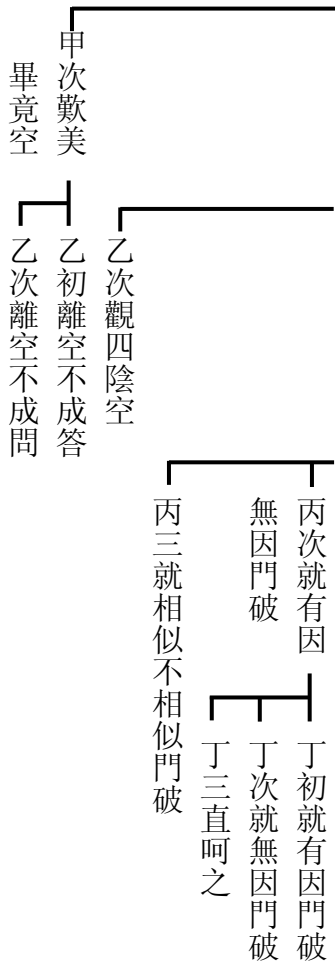 丁初就有因門破
丁次就無因門破
丁三直呵之
丙次就有因
無因門破
丙三就相似不相似門破
乙次觀四陰空
甲次歎美
畢竟空
乙初離空不成答
乙次離空不成問